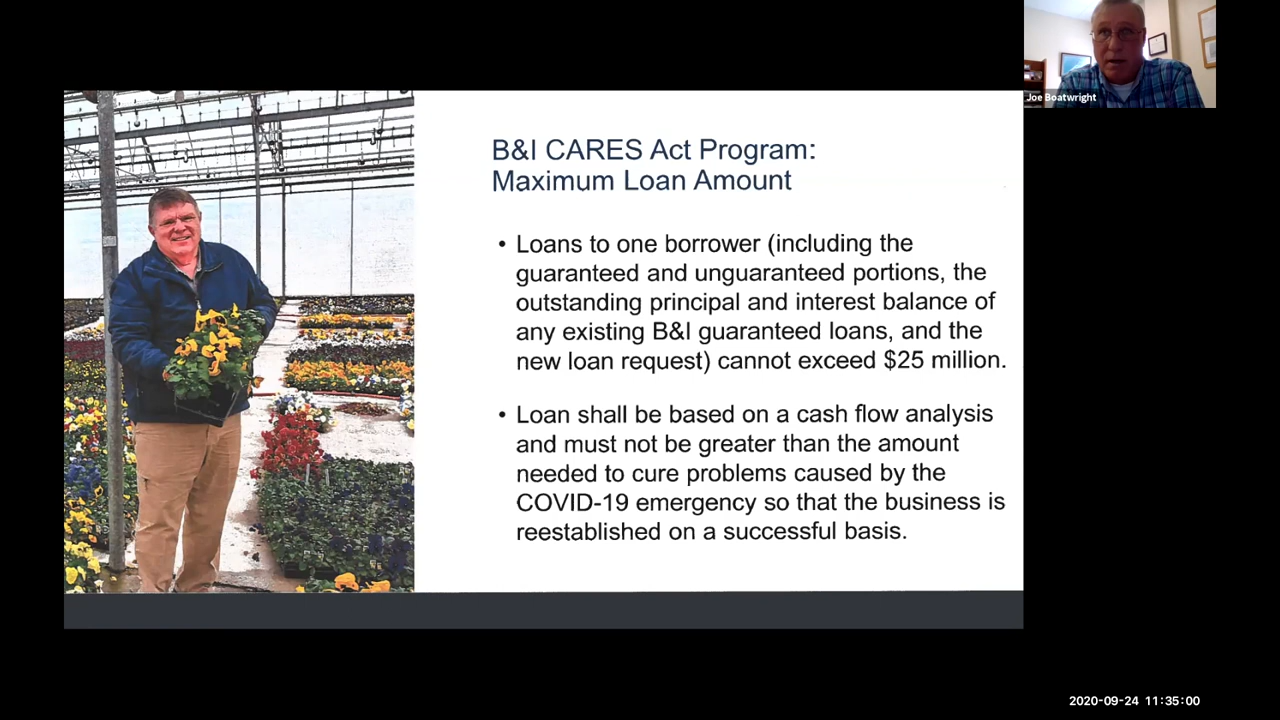 Joe Boatwright
B&I CARES Act Program:
Maximum Loan Amount
• Loans to one borrower (including the
guaranteed and unguaranteed portions, the
outstanding principal and interest balance of
any existing B&I guaranteed loans, and the
new loan request) cannot exceed $25 million.
• Loan shall be based on a cash flow analysis
and must not be greater than the amount
needed to cure problems caused by the
COVID-19 emergency so that the business is
reestablished on a successful basis.
2020-09-24 11:35:00